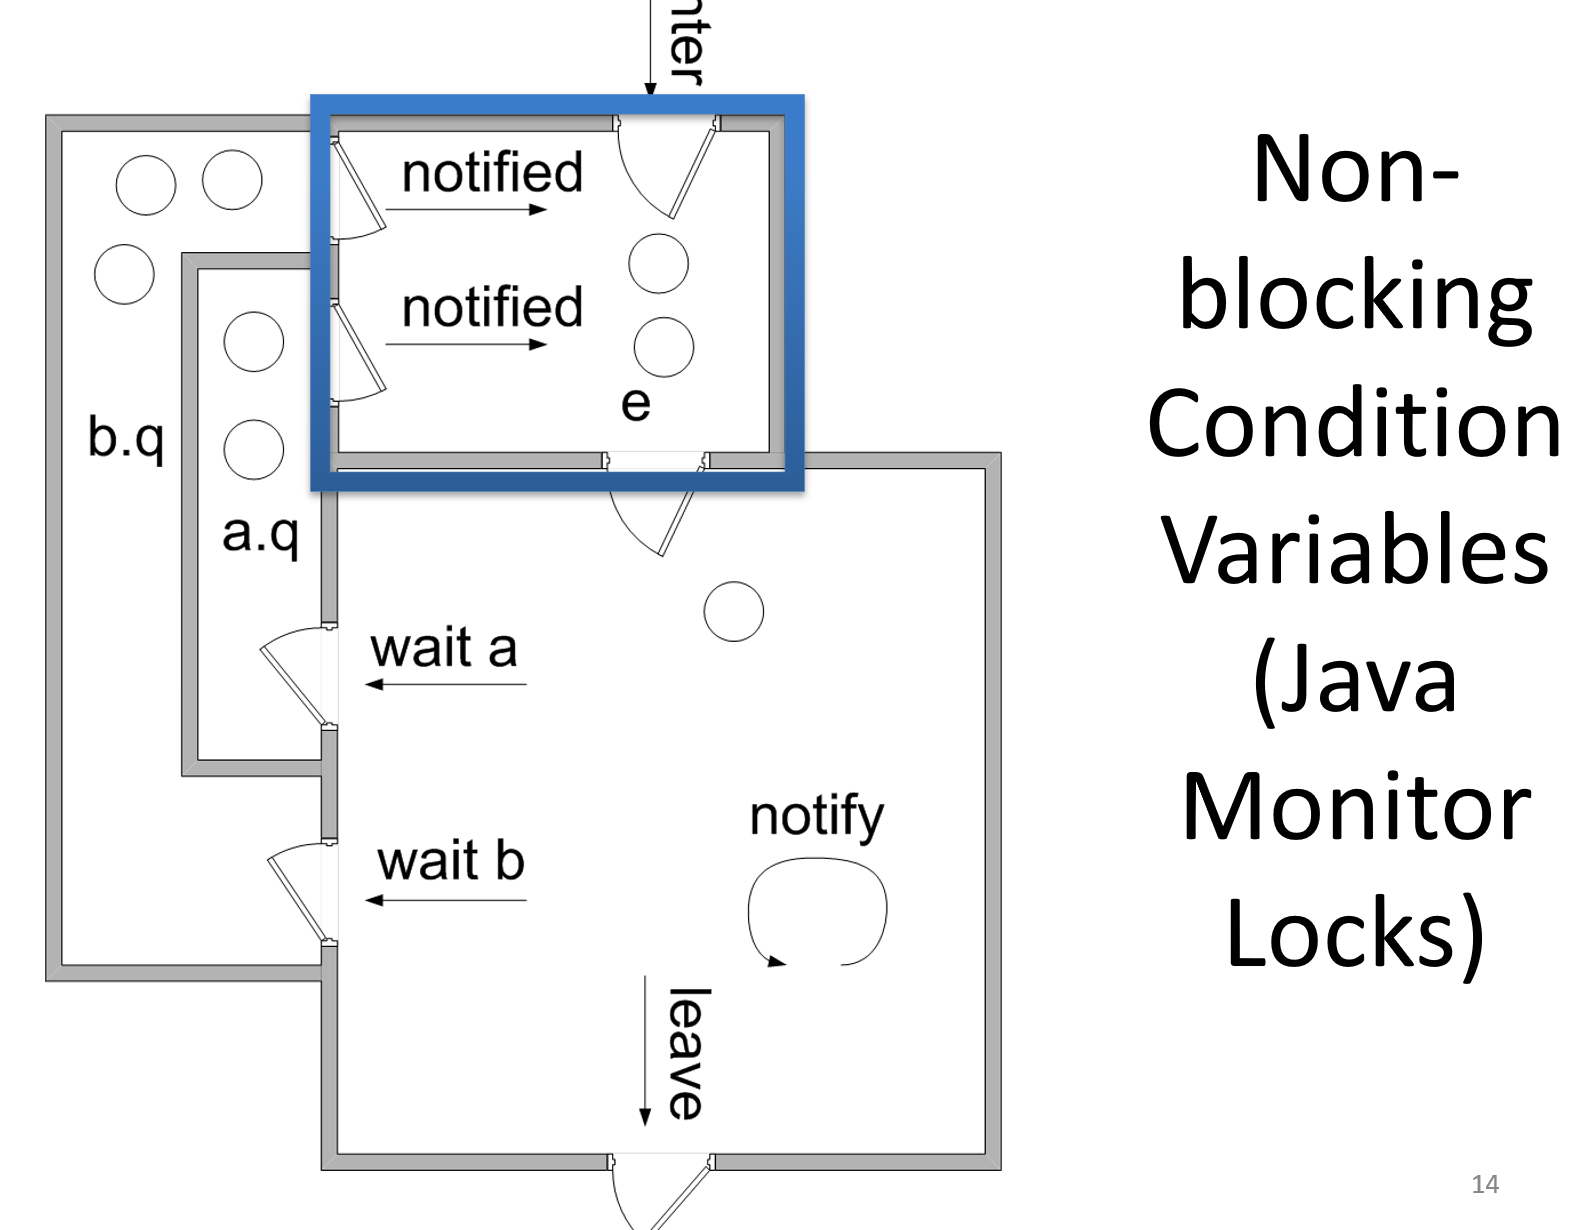 nter
notified
notified
e
b.q
a.q
wait a
notify
wait b
leave
Non-
blocking
Condition
Variables
(Java
Monitor
Locks)
14